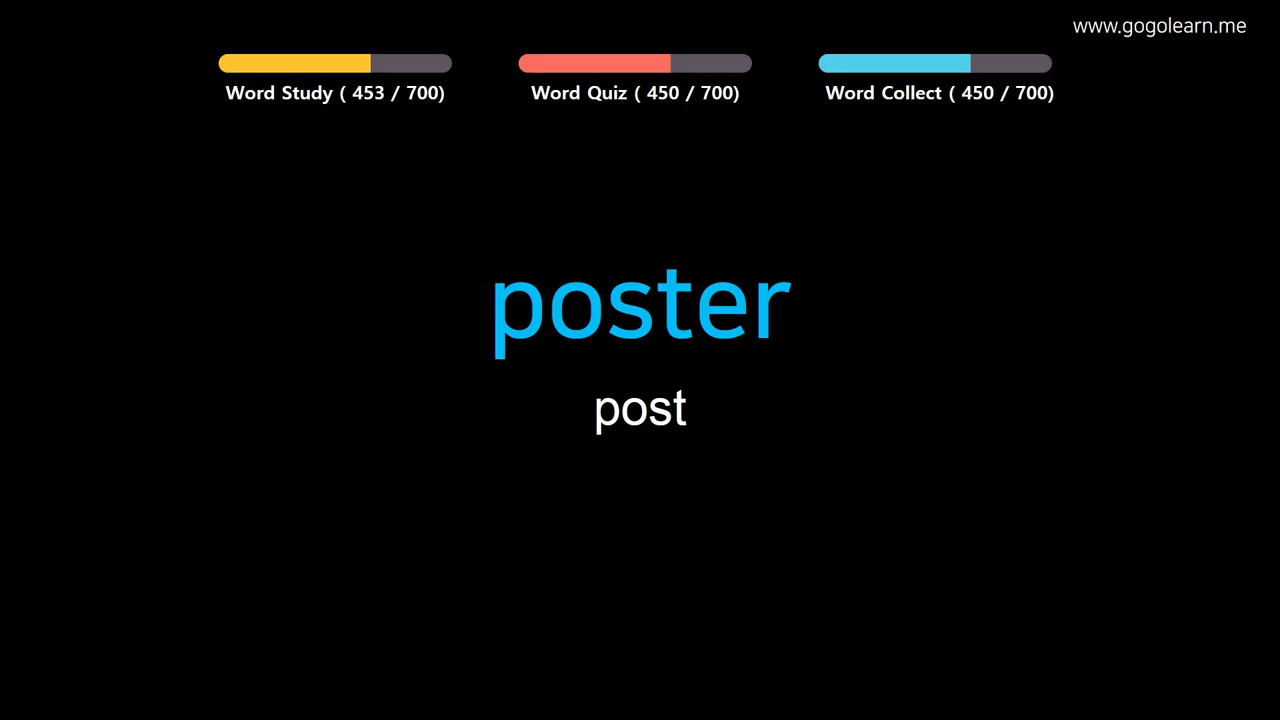 www.gogolearn.me
Word Study ( 453 / 700)
Word Quiz ( 450 / 700)
Word Collect ( 450 / 700)
poster
post